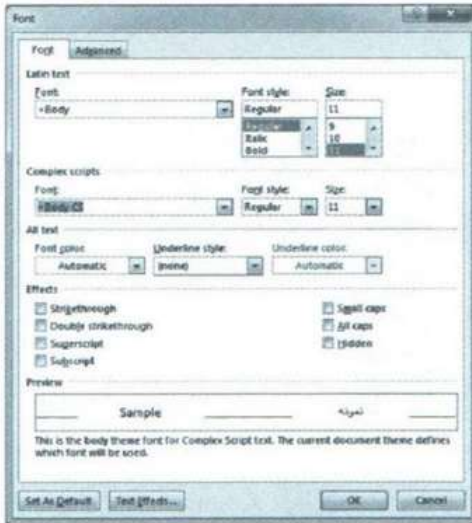 Font
Font Advanced
Latin text
Font: Font style: Size:
+Body Regular 11
Regular 9
Italic 10
Bold 11
Complex scripts
Font: Font style: Size:
+Body CS Regular 11
All text
Font color: Underline style: Underline color:
Automatic (none) Automatic
Effects
Strikethrough Small caps
Double strikethrough All caps
Superscript Hidden
Subscript
Preview
Sample نمونه
This is the body theme font for Complex Script text. The current document theme defines
which font will be used.
Set As Default Text Effects... OK Cancel